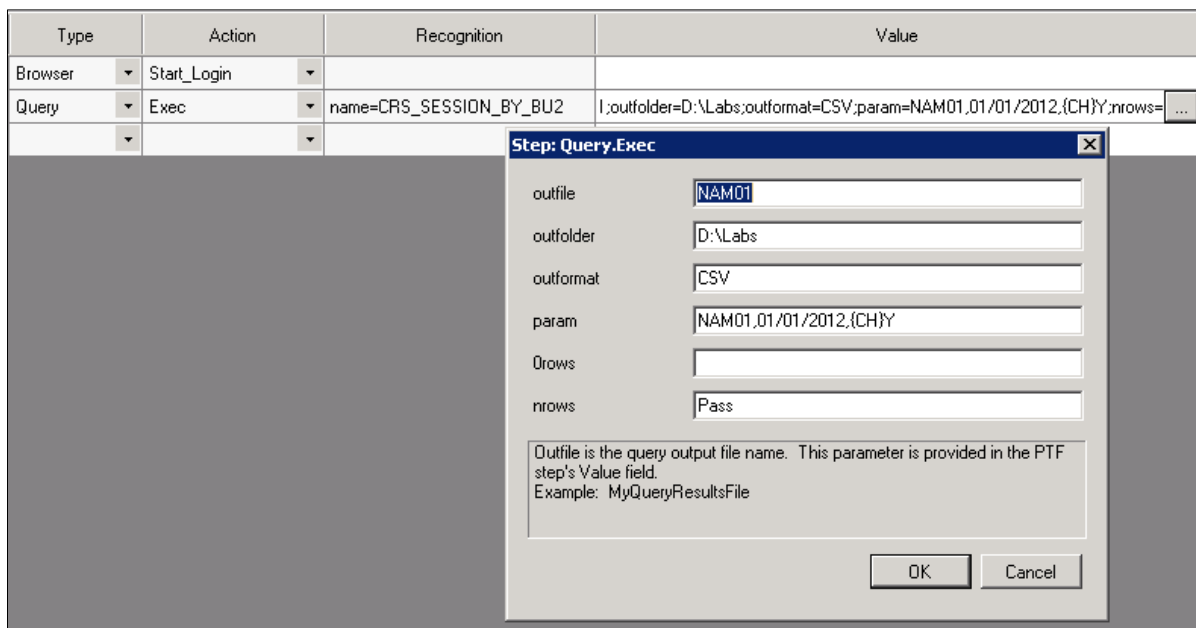 Type Action Recognition Value
Browser Start_Login
Query Exec name=CRS_SESSION_BY_BU2 ;outfolder=D:\Labs;outformat=CSV;param=NAM01,01/01/2012,{CH}Y;nrows= ...
Step: Query.Exec
outfile NAM01
outfolder D:\Labs
outformat CSV
param NAM01,01/01/2012,{CH}Y
0rows
nrows Pass
Outfile is the query output file name. This parameter is provided in the PTF
step's Value field.
Example: MyQueryResultsFile
OK Cancel